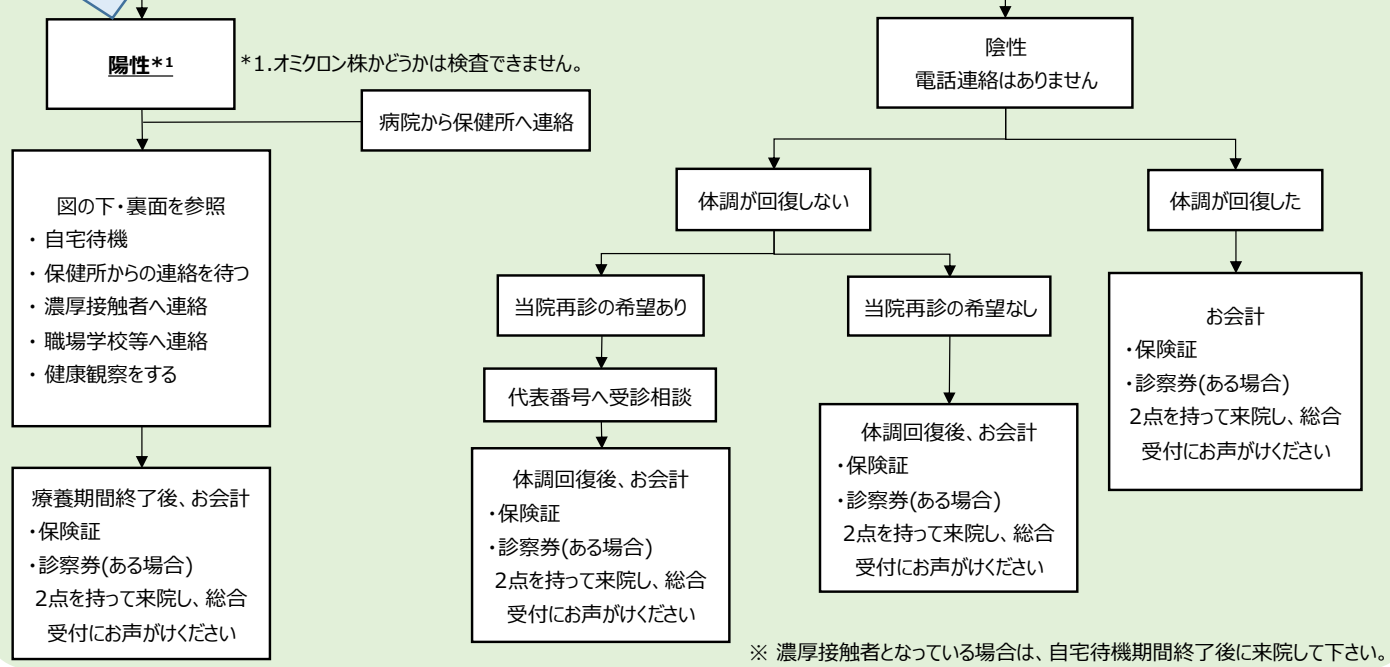 陽性*1
*1.オミクロン株かどうかは検査できません。
病院から保健所へ連絡
図の下・裏面を参照
・ 自宅待機
・ 保健所からの連絡を待つ
・ 濃厚接触者へ連絡
・ 職場学校等へ連絡
・ 健康観察をする
療養期間終了後、お会計
・保険証
・診察券(ある場合)
2点を持って来院し、総合
受付にお声がけください
陰性
電話連絡はありません
体調が回復しない
当院再診の希望あり
代表番号へ受診相談
体調回復後、お会計
・保険証
・診察券(ある場合)
2点を持って来院し、総合
受付にお声がけください
当院再診の希望なし
体調回復後、お会計
・保険証
・診察券(ある場合)
2点を持って来院し、総合
受付にお声がけください
体調が回復した
お会計
・保険証
・診察券(ある場合)
2点を持って来院し、総合
受付にお声がけください
※ 濃厚接触者となっている場合は、自宅待機期間終了後に来院して下さい。